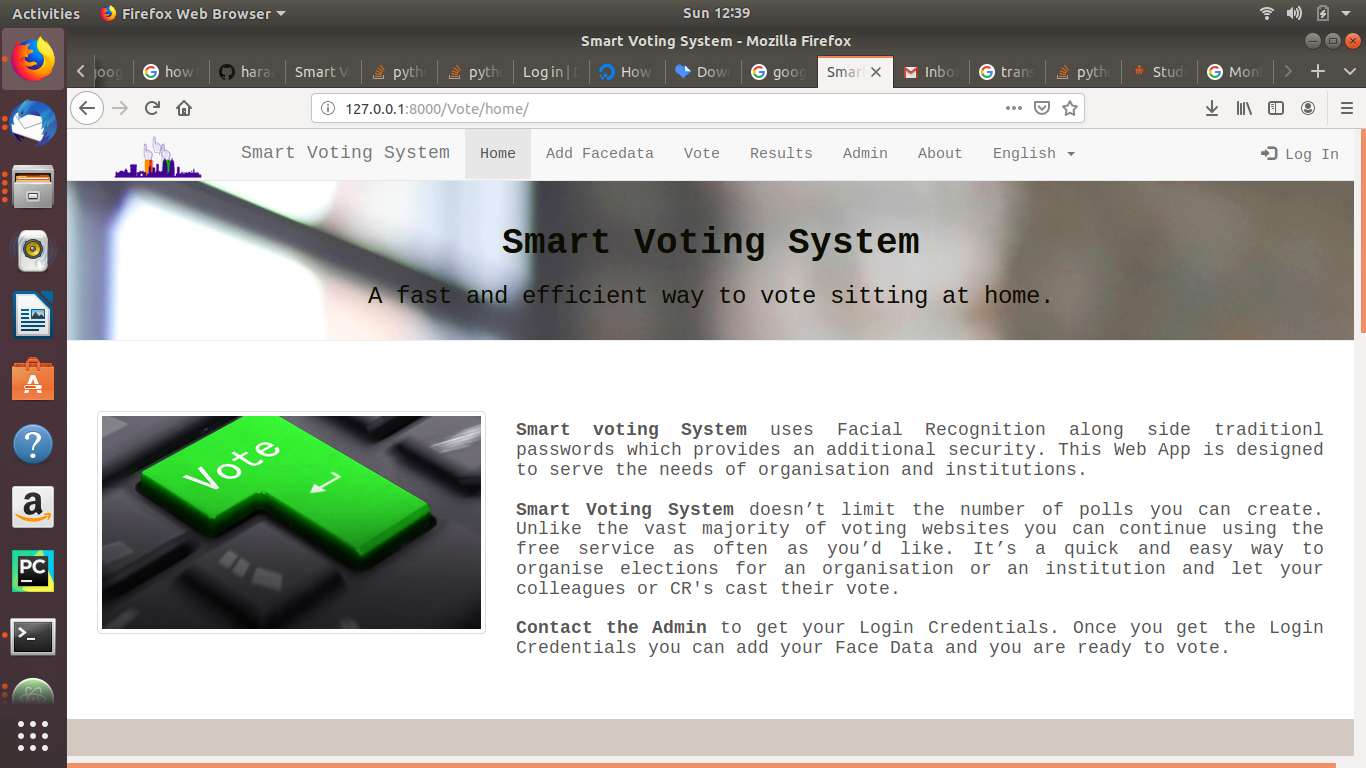 Activities Firefox Web Browser Sun 12:39
Smart Voting System - Mozilla Firefox
goog how haraa Smart Vo pytho pytho Log in | D How Dow goog Smar Inbox trans pytho Stud Mont
127.0.0.1:8000/Vote/home/
Smart Voting System Home Add Facedata Vote Results Admin About English Log In
Smart Voting System
A fast and efficient way to vote sitting at home.
Vote
Smart voting System uses Facial Recognition along side traditionl
passwords which provides an additional security. This Web App is designed
to serve the needs of organisation and institutions.
Smart Voting System doesn’t limit the number of polls you can create.
Unlike the vast majority of voting websites you can continue using the
free service as often as you’d like. It’s a quick and easy way to
organise elections for an organisation or an institution and let your
colleagues or CR's cast their vote.
Contact the Admin to get your Login Credentials. Once you get the Login
Credentials you can add your Face Data and you are ready to vote.
PC